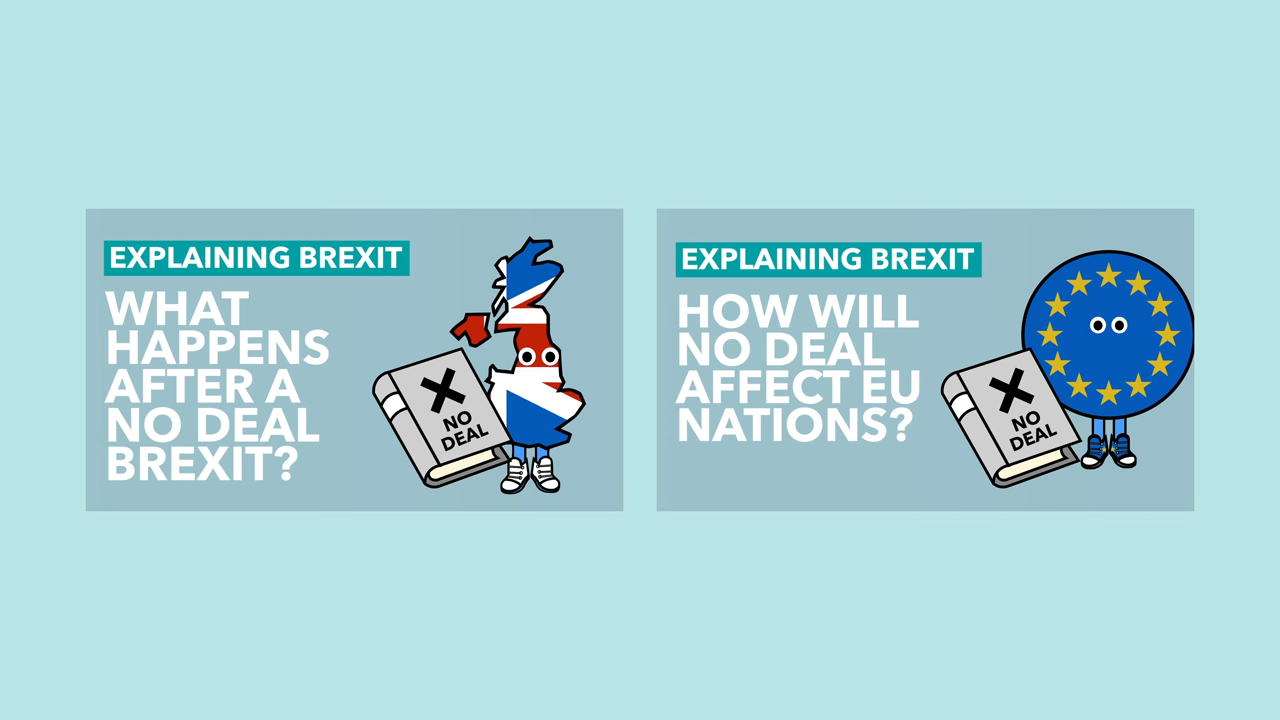 EXPLAINING BREXIT
WHAT
HAPPENS
AFTER A
NO DEAL
BREXIT?
NO
DEAL
EXPLAINING BREXIT
HOW WILL
NO DEAL
AFFECT EU
NATIONS?
NO
DEAL